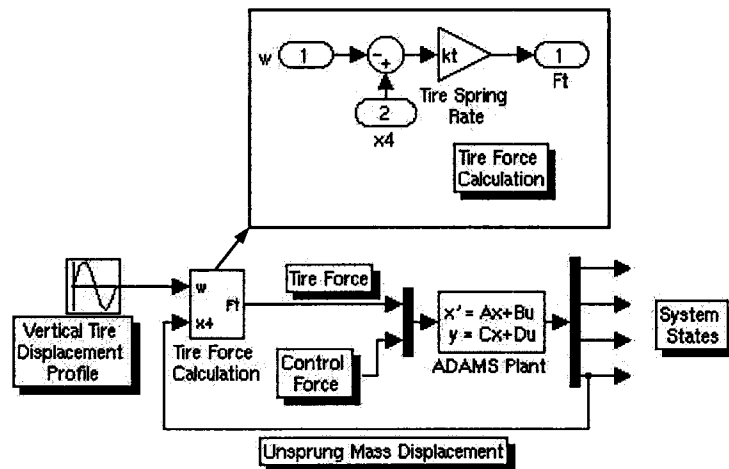 w
1
-
+
kt
1
Ft
2
x4
Tire Spring
Rate
Tire Force
Calculation
w
x4
Ft
Tire Force
x' = Ax+Bu
y = Cx+Du
ADAMS Plant
System
States
Vertical Tire
Displacement
Profile
Tire Force
Calculation
Control
Force
Unsprung Mass Displacement